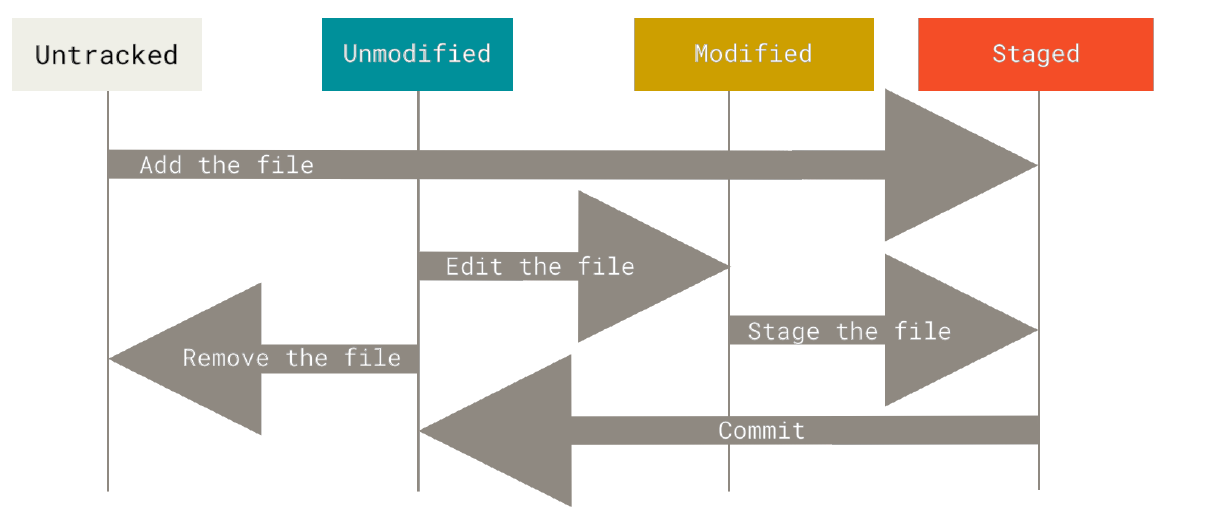 Untracked
Unmodified
Modified
Staged
Add the file
Edit the file
Stage the file
Remove the file
Commit